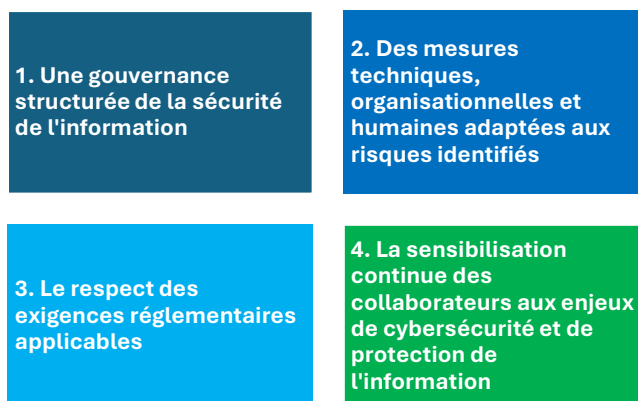 1. Une gouvernance
structurée de la sécurité
de l'information
2. Des mesures
techniques,
organisationnelles et
humaines adaptées aux
risques identifiés
3. Le respect des
exigences réglementaires
applicables
4. La sensibilisation
continue des
collaborateurs aux enjeux
de cybersécurité et de
protection de
l'information